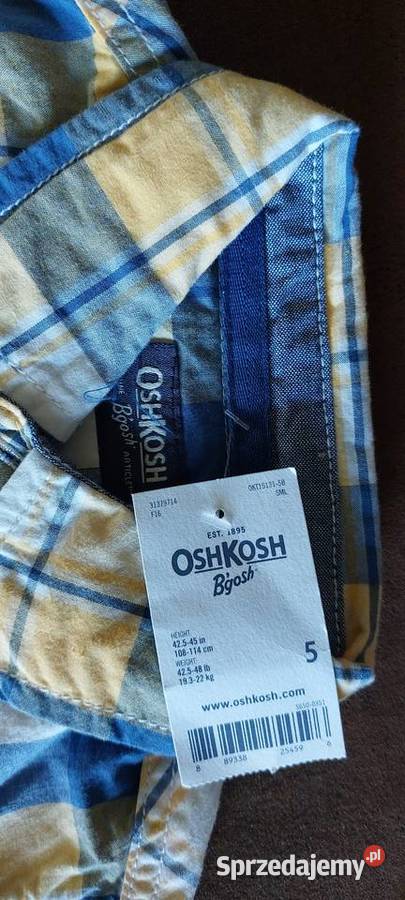 OSHKOSH
B'gosh
31379714
F16
OKT15131-5B
SML
EST. 1895
OSHKOSH
B'gosh®
HEIGHT:
42.5-45 in
108-114 cm
WEIGHT:
42.5-48 lb
19.3-22 kg
5
www.oshkosh.com
8 89338 25459 6
Sprzedajemy.pl